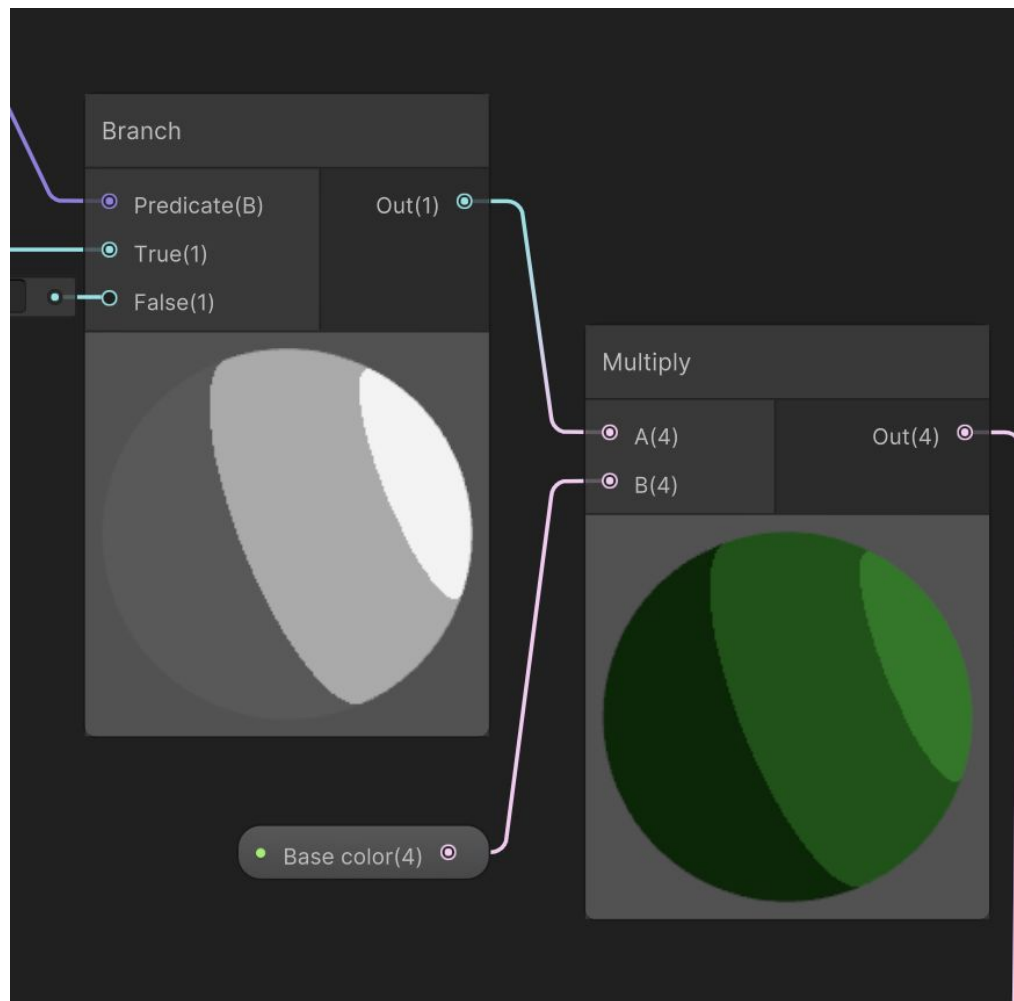 Branch
Predicate(B)
Out(1)
True(1)
False(1)
Multiply
A(4)
Out(4)
B(4)
Base color(4)